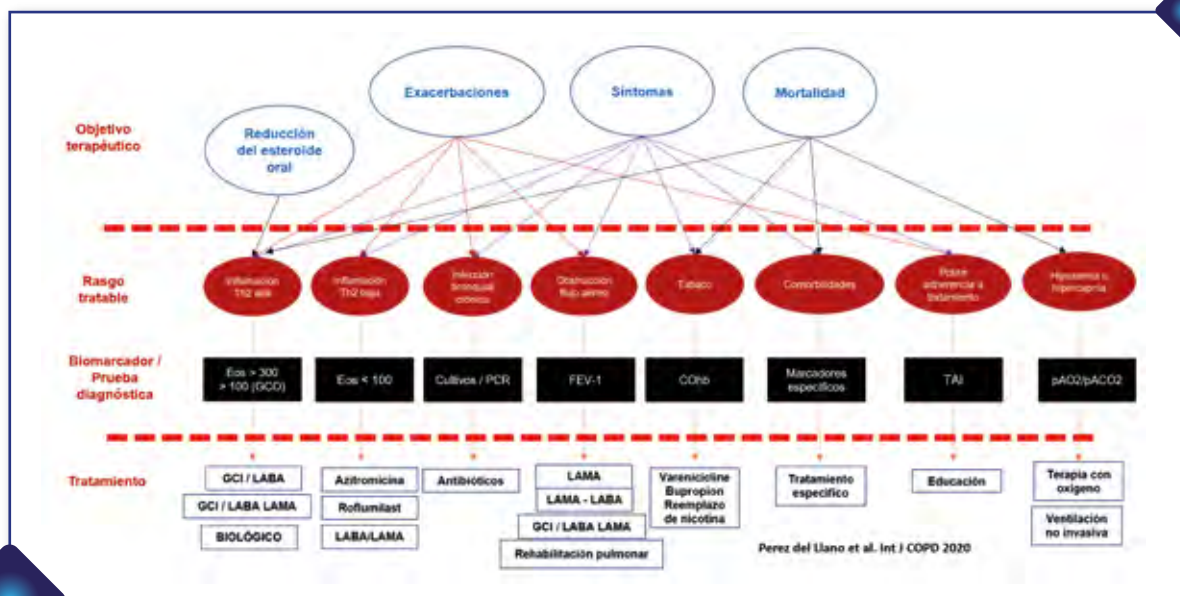 Exacerbaciones
Síntomas
Mortalidad
Objetivo
terapéutico
Reducción
del esteroide
oral
Rasgo
tratable
Inflamación
Th2 alta
Inflamación
Th2 baja
Infección
bronquial
crónica
Obstrucción
flujo aéreo
Tabaco
Comorbilidades
Pobre
adherencia a
tratamiento
Hipoxemia o
hipercapnia
Biomarcador /
Prueba
diagnóstica
Eos > 300
> 100 (GCO)
Eos < 100
Cultivos / PCR
FEV-1
COhb
Marcadores
específicos
TAI
pAO2/pACO2
Tratamiento
GCI / LABA
GCI / LABA LAMA
BIOLÓGICO
Azitromicina
Roflumilast
LABA/LAMA
Antibióticos
LAMA
LAMA - LABA
GCI / LABA LAMA
Rehabilitación pulmonar
Varenicicline
Bupropion
Reemplazo
de nicotina
Tratamiento
específico
Educación
Terapia con
oxígeno
Ventilación
no invasiva
Perez del Llano et al. Int J COPD 2020